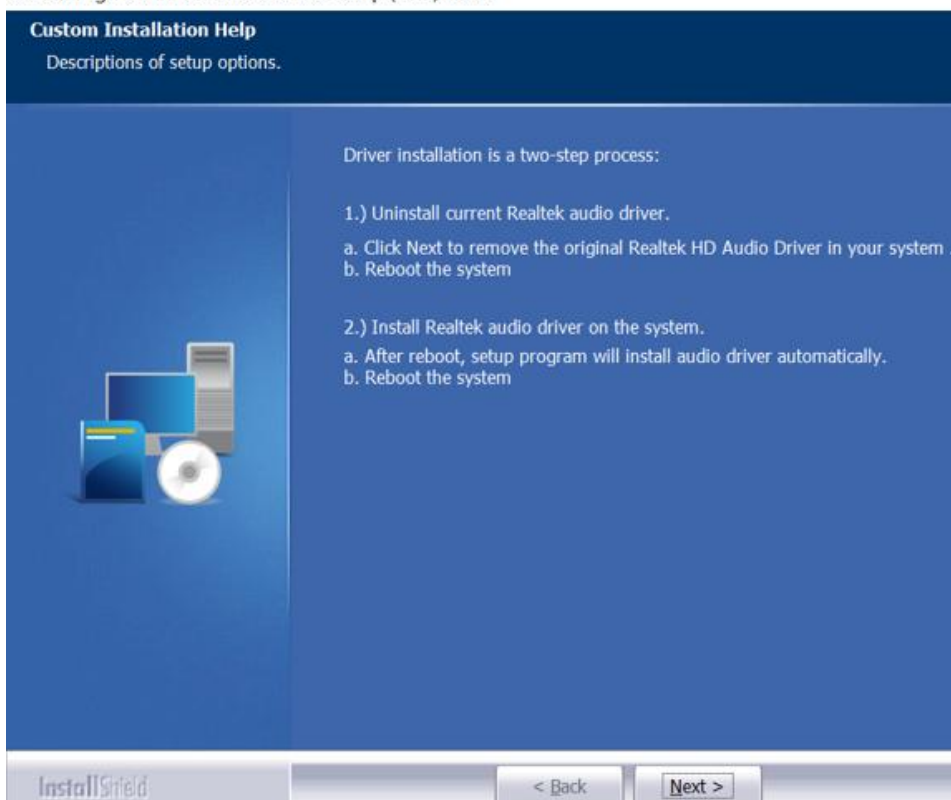 Custom Installation Help
Descriptions of setup options.
Driver installation is a two-step process:
1.) Uninstall current Realtek audio driver.
a. Click Next to remove the original Realtek HD Audio Driver in your system .
b. Reboot the system
2.) Install Realtek audio driver on the system.
a. After reboot, setup program will install audio driver automatically.
b. Reboot the system
InstallShield
< Back
Next >